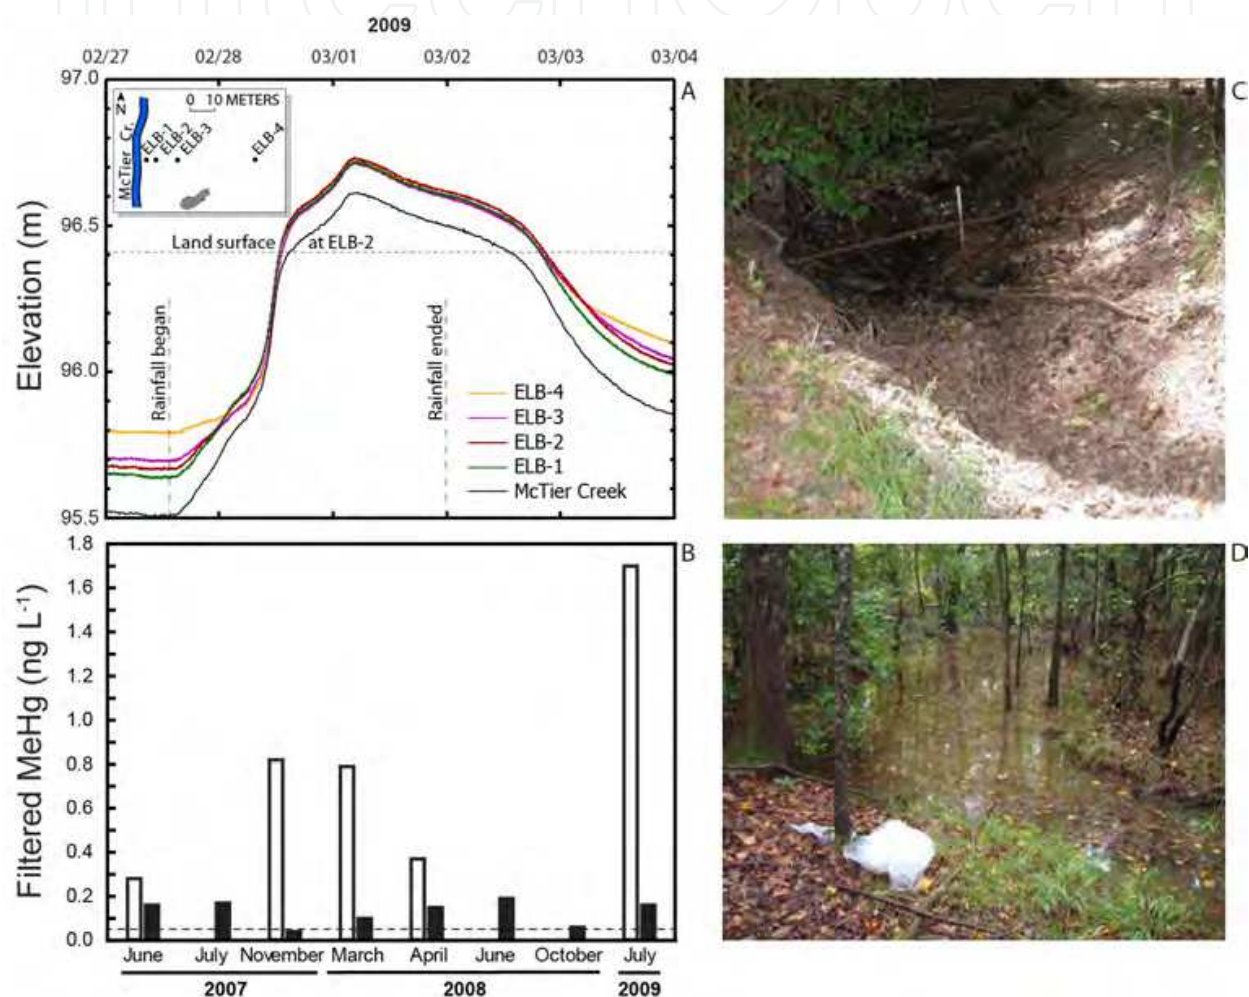 2009
02/27 02/28 03/01 03/02 03/03 03/04
97.0
96.5
96.0
95.5
Elevation (m)
A
N
0 10 METERS
McTier Cr.
ELB-1
ELB-2
ELB-3
ELB-4
Land surface at ELB-2
Rainfall began
Rainfall ended
ELB-4
ELB-3
ELB-2
ELB-1
McTier Creek
C
Filtered MeHg (ng L⁻¹)
1.8
1.6
1.4
1.2
1.0
0.8
0.6
0.4
0.2
0.0
B
June July November March April June October July
2007 2008 2009
D